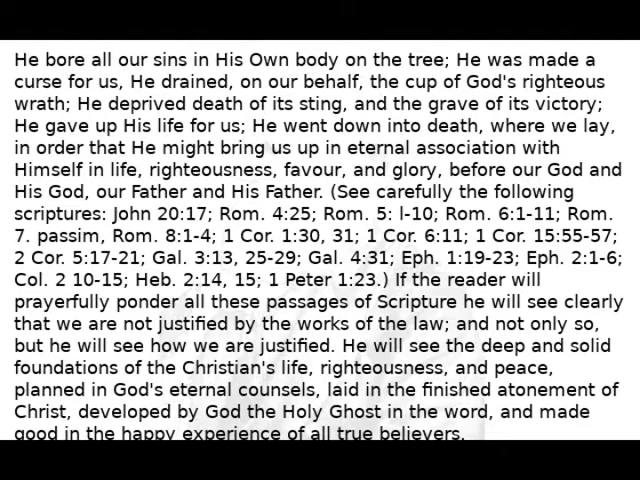 He bore all our sins in His Own body on the tree; He was made a
curse for us, He drained, on our behalf, the cup of God's righteous
wrath; He deprived death of its sting, and the grave of its victory;
He gave up His life for us; He went down into death, where we lay,
in order that He might bring us up in eternal association with
Himself in life, righteousness, favour, and glory, before our God and
His God, our Father and His Father. (See carefully the following
scriptures: John 20:17; Rom. 4:25; Rom. 5: l-10; Rom. 6:1-11; Rom.
7. passim, Rom. 8:1-4; 1 Cor. 1:30, 31; 1 Cor. 6:11; 1 Cor. 15:55-57;
2 Cor. 5:17-21; Gal. 3:13, 25-29; Gal. 4:31; Eph. 1:19-23; Eph. 2:1-6;
Col. 2 10-15; Heb. 2:14, 15; 1 Peter 1:23.) If the reader will
prayerfully ponder all these passages of Scripture he will see clearly
that we are not justified by the works of the law; and not only so,
but he will see how we are justified. He will see the deep and solid
foundations of the Christian's life, righteousness, and peace,
planned in God's eternal counsels, laid in the finished atonement of
Christ, developed by God the Holy Ghost in the word, and made
good in the happy experience of all true believers.